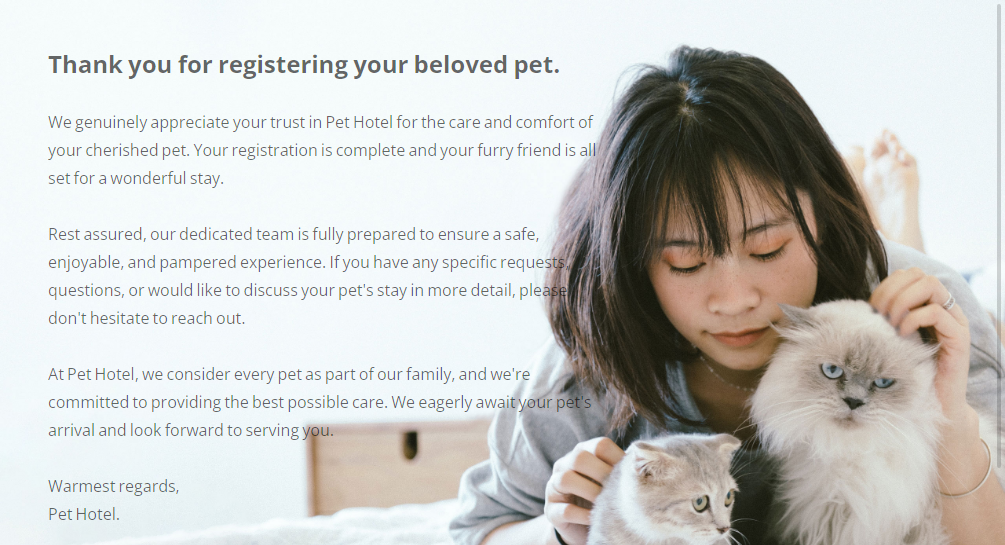 Thank you for registering your beloved pet.
We genuinely appreciate your trust in Pet Hotel for the care and comfort of
your cherished pet. Your registration is complete and your furry friend is all
set for a wonderful stay.
Rest assured, our dedicated team is fully prepared to ensure a safe,
enjoyable, and pampered experience. If you have any specific requests,
questions, or would like to discuss your pet's stay in more detail, please
don't hesitate to reach out.
At Pet Hotel, we consider every pet as part of our family, and we're
committed to providing the best possible care. We eagerly await your pet's
arrival and look forward to serving you.
Warmest regards,
Pet Hotel.